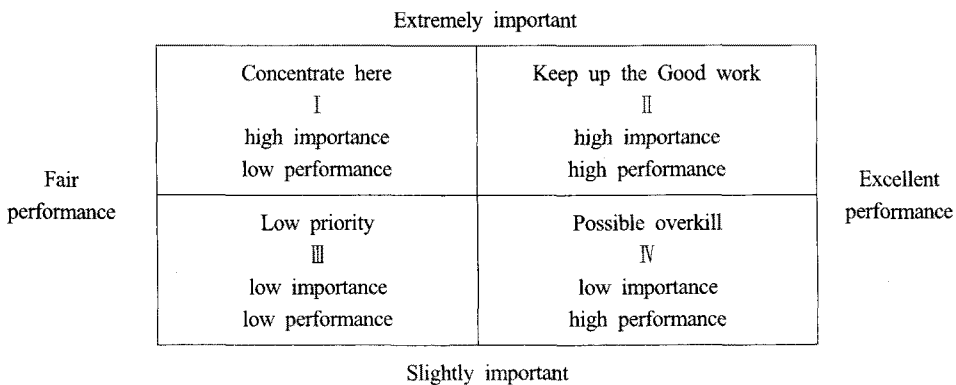 Extremely important
Concentrate here
Ⅰ
high importance
low performance
Keep up the Good work
Ⅱ
high importance
high performance
Fair
performance
Excellent
performance
Low priority
Ⅲ
low importance
low performance
Possible overkill
Ⅳ
low importance
high performance
Slightly important